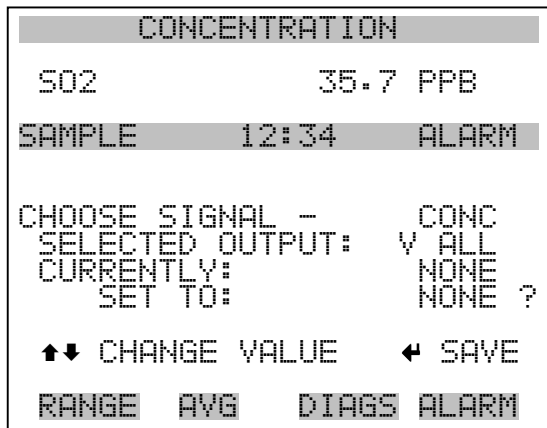 CONCENTRATION
SO2 35.7 PPB
SAMPLE 12:34 ALARM
CHOOSE SIGNAL - CONC
SELECTED OUTPUT: V ALL
CURRENTLY: NONE
SET TO: NONE ?
⬆⬇ CHANGE VALUE ↵ SAVE
RANGE AVG DIAGS ALARM